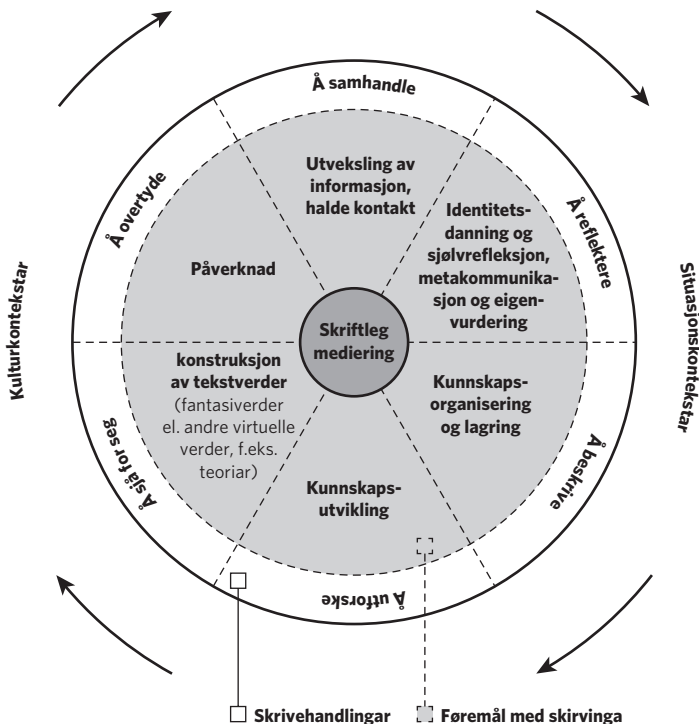 Å samhandle
Utveksling av
informasjon,
halde kontakt
Å overtyde
Påverknad
Identitets-
danning og
sjølvrefleksjon,
metakommunika-
sjon og eigen-
vurdering
Å reflektere
Kulturkontekstar
Situasjonskontekstar
Skriftleg
mediering
konstruksjon
av tekstverder
(fantasiverder
el. andre virtuelle
verder, f.eks.
teoriar)
Å sjå for seg
Kunnskaps-
organisering
og lagring
Å beskrive
Kunnskaps-
utvikling
Å utforske
Skrivehandlingar
Føremål med skirvinga